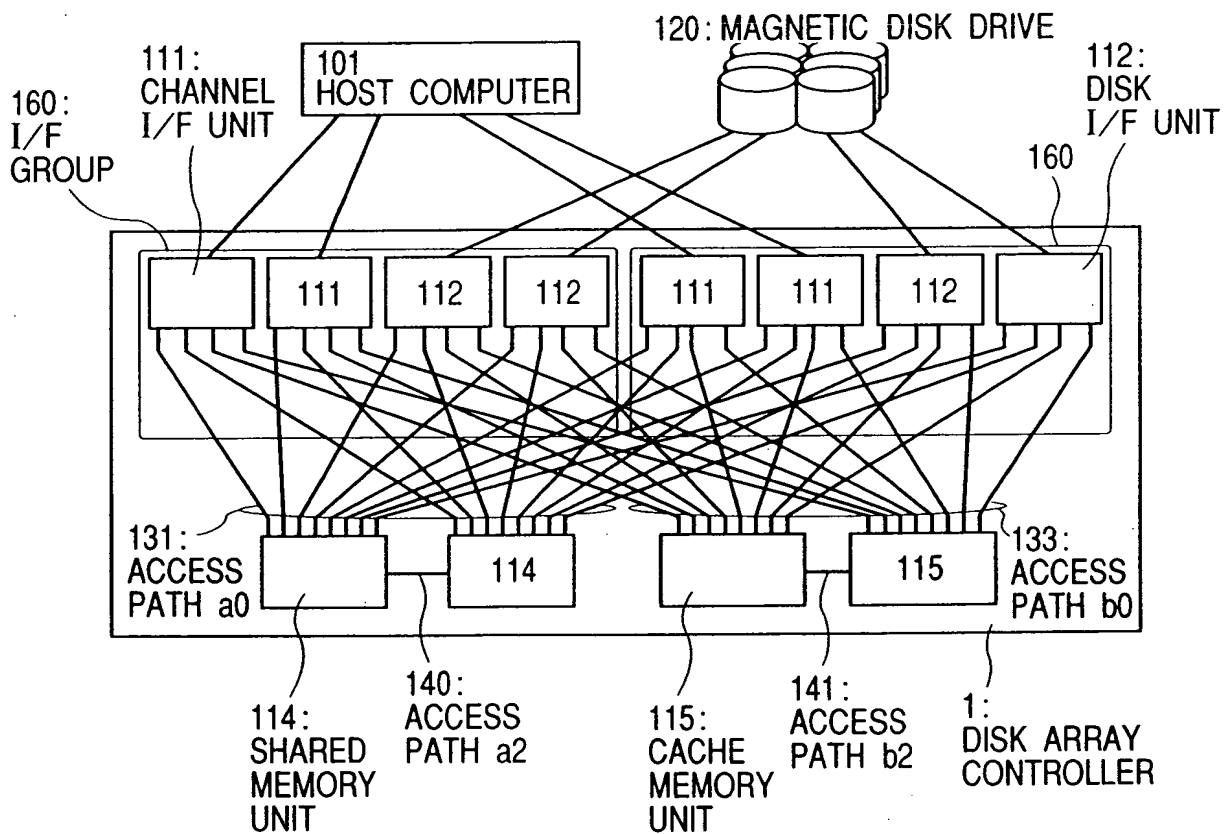 120: MAGNETIC DISK DRIVE
111:
CHANNEL
I/F UNIT
101
HOST COMPUTER
112:
DISK
I/F UNIT
160:
I/F
GROUP
160
111
112
112
111
111
112
131:
ACCESS
PATH a0
114
115
133:
ACCESS
PATH b0
114:
SHARED
MEMORY
UNIT
140:
ACCESS
PATH a2
115:
CACHE
MEMORY
UNIT
141:
ACCESS
PATH b2
1:
DISK ARRAY
CONTROLLER